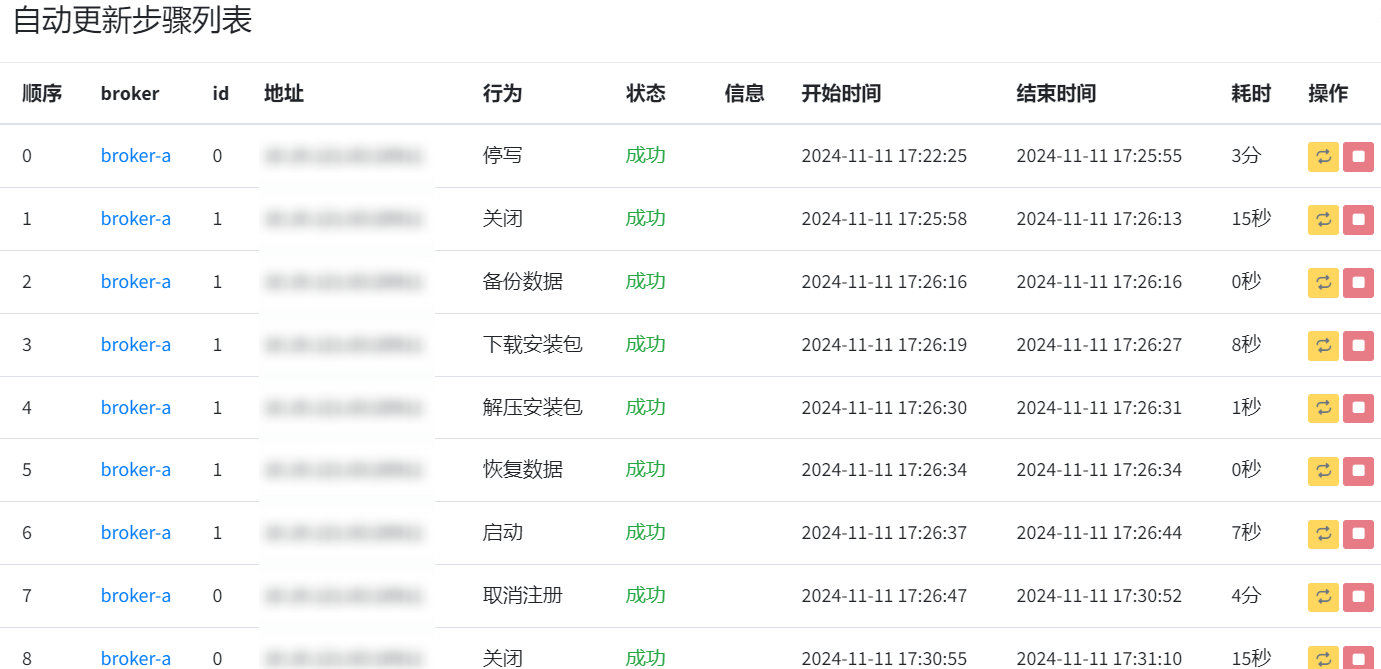 自动更新步骤列表
顺序 broker id 地址 行为 状态 信息 开始时间 结束时间 耗时 操作
0 broker-a 0 停写 成功 2024-11-11 17:22:25 2024-11-11 17:25:55 3分
1 broker-a 1 关闭 成功 2024-11-11 17:25:58 2024-11-11 17:26:13 15秒
2 broker-a 1 备份数据 成功 2024-11-11 17:26:16 2024-11-11 17:26:16 0秒
3 broker-a 1 下载安装包 成功 2024-11-11 17:26:19 2024-11-11 17:26:27 8秒
4 broker-a 1 解压安装包 成功 2024-11-11 17:26:30 2024-11-11 17:26:31 1秒
5 broker-a 1 恢复数据 成功 2024-11-11 17:26:34 2024-11-11 17:26:34 0秒
6 broker-a 1 启动 成功 2024-11-11 17:26:37 2024-11-11 17:26:44 7秒
7 broker-a 0 取消注册 成功 2024-11-11 17:26:47 2024-11-11 17:30:52 4分
8 broker-a 0 关闭 成功 2024-11-11 17:30:55 2024-11-11 17:31:10 15秒